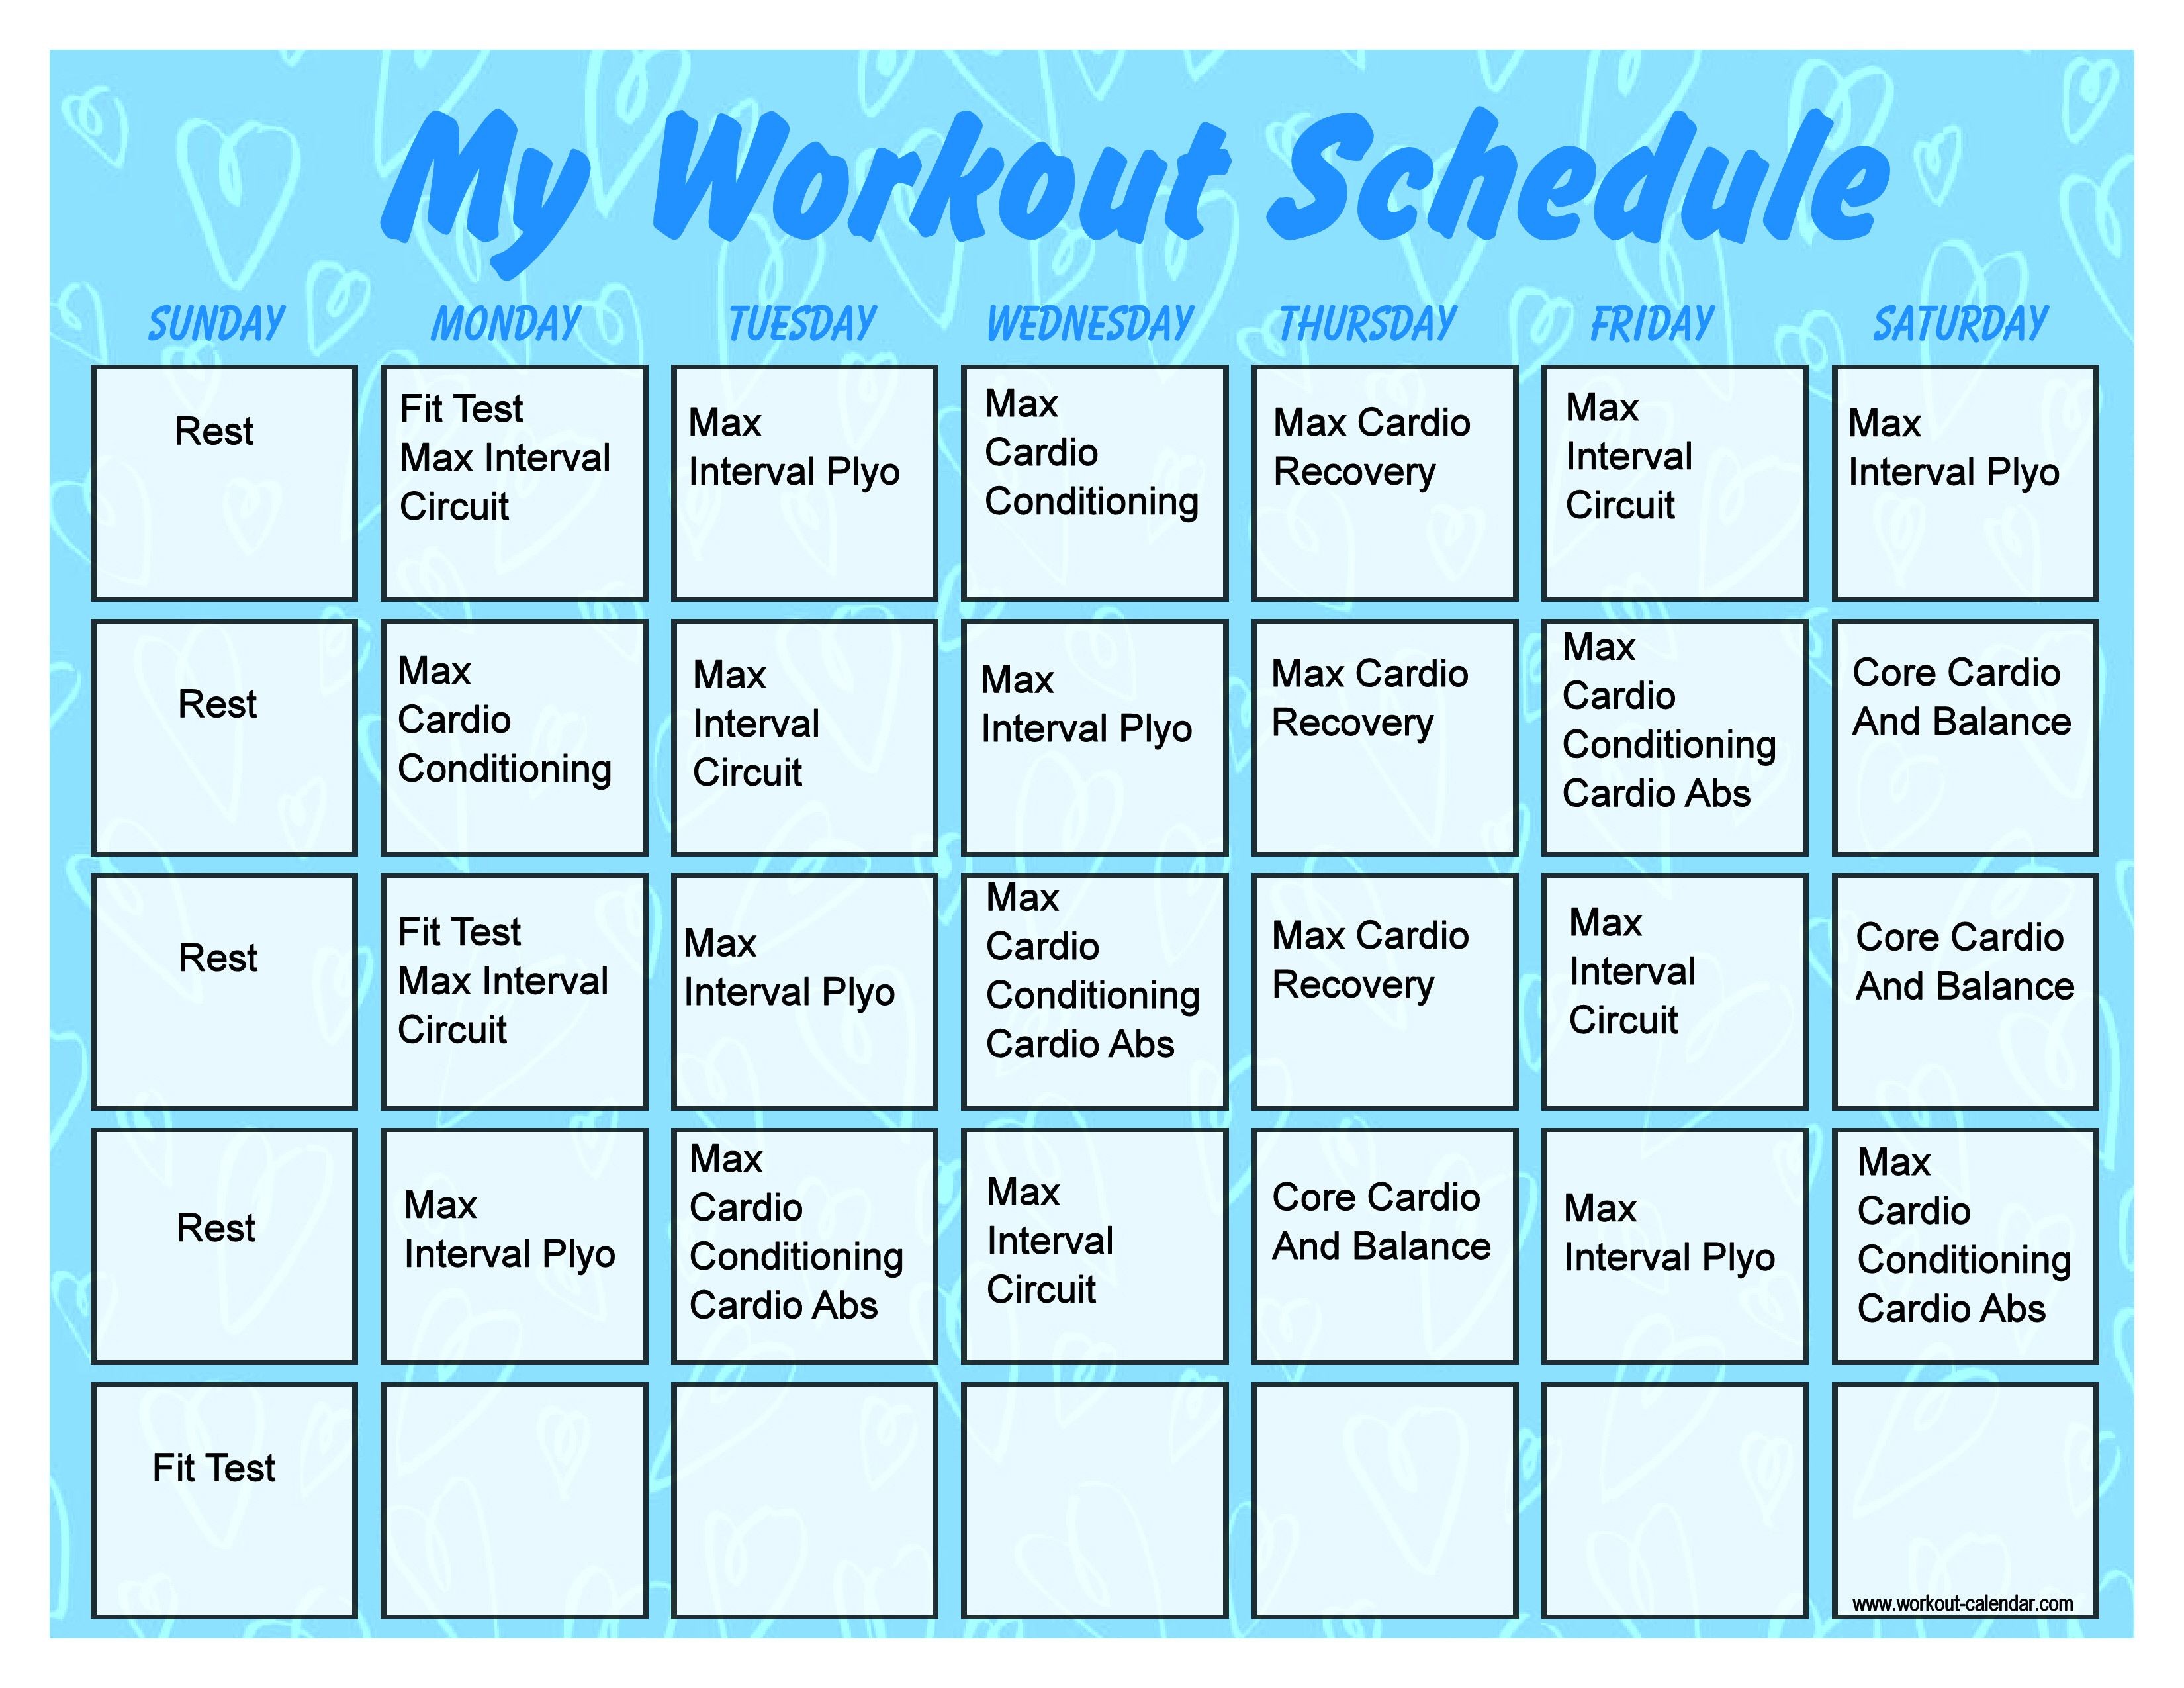 My Workout Schedule
SUNDAY
MONDAY
TUESDAY
WEDNESDAY
THURSDAY
FRIDAY
SATURDAY
Rest
Fit Test
Max Interval
Circuit
Max
Interval Plyo
Max
Cardio
Conditioning
Max Cardio
Recovery
Max
Interval
Circuit
Max
Interval Plyo
Rest
Max
Cardio
Conditioning
Max
Interval
Circuit
Max
Interval Plyo
Max Cardio
Recovery
Max
Cardio
Conditioning
Cardio Abs
Core Cardio
And Balance
Rest
Fit Test
Max Interval
Circuit
Max
Interval Plyo
Max
Cardio
Conditioning
Cardio Abs
Max Cardio
Recovery
Max
Interval
Circuit
Core Cardio
And Balance
Rest
Max
Interval Plyo
Max
Cardio
Conditioning
Cardio Abs
Max
Interval
Circuit
Core Cardio
And Balance
Max
Interval Plyo
Max
Cardio
Conditioning
Cardio Abs
Fit Test
www.workout-calendar.com